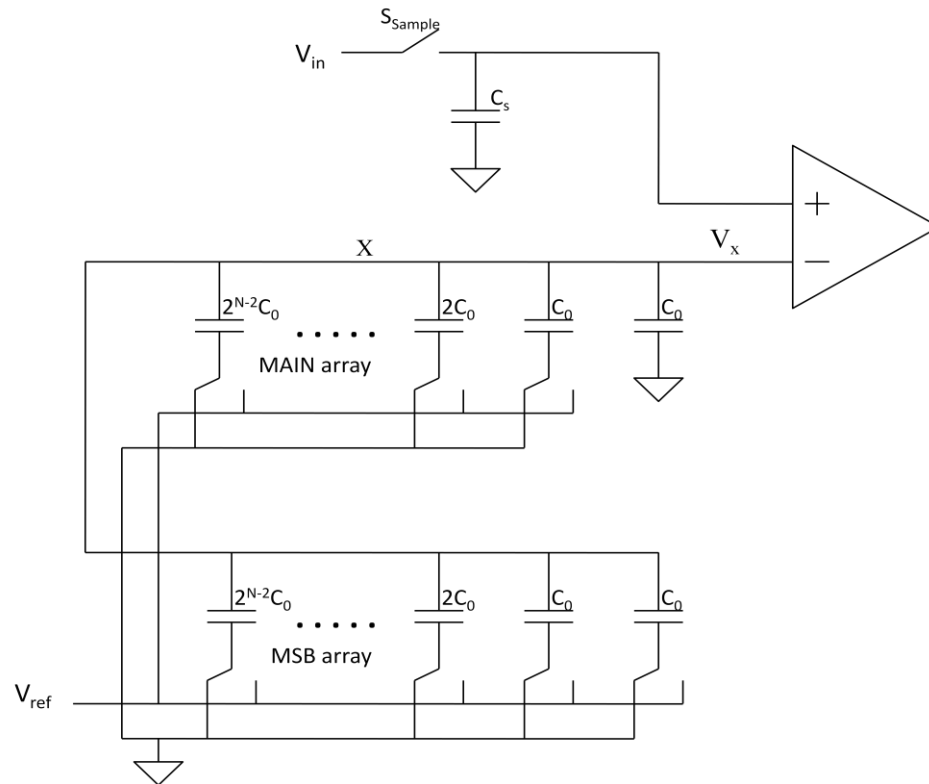 S_Sample
V_in
C_s
+
X
V_x
−
2^{N-2}C_0
2C_0
C_0
C_0
MAIN array
2^{N-2}C_0
2C_0
C_0
C_0
MSB array
V_ref